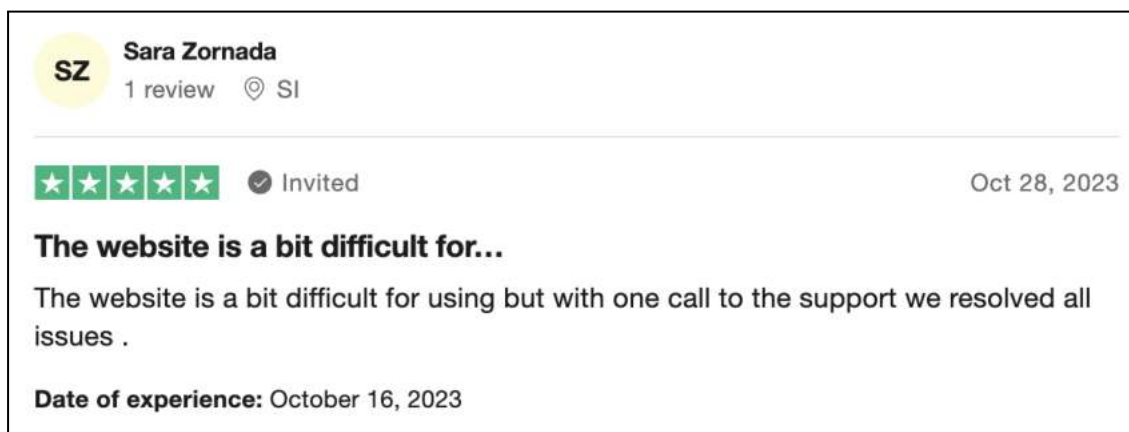 SZ
Sara Zornada
1 review SI
Invited
Oct 28, 2023
The website is a bit difficult for...
The website is a bit difficult for using but with one call to the support we resolved all
issues .
Date of experience: October 16, 2023